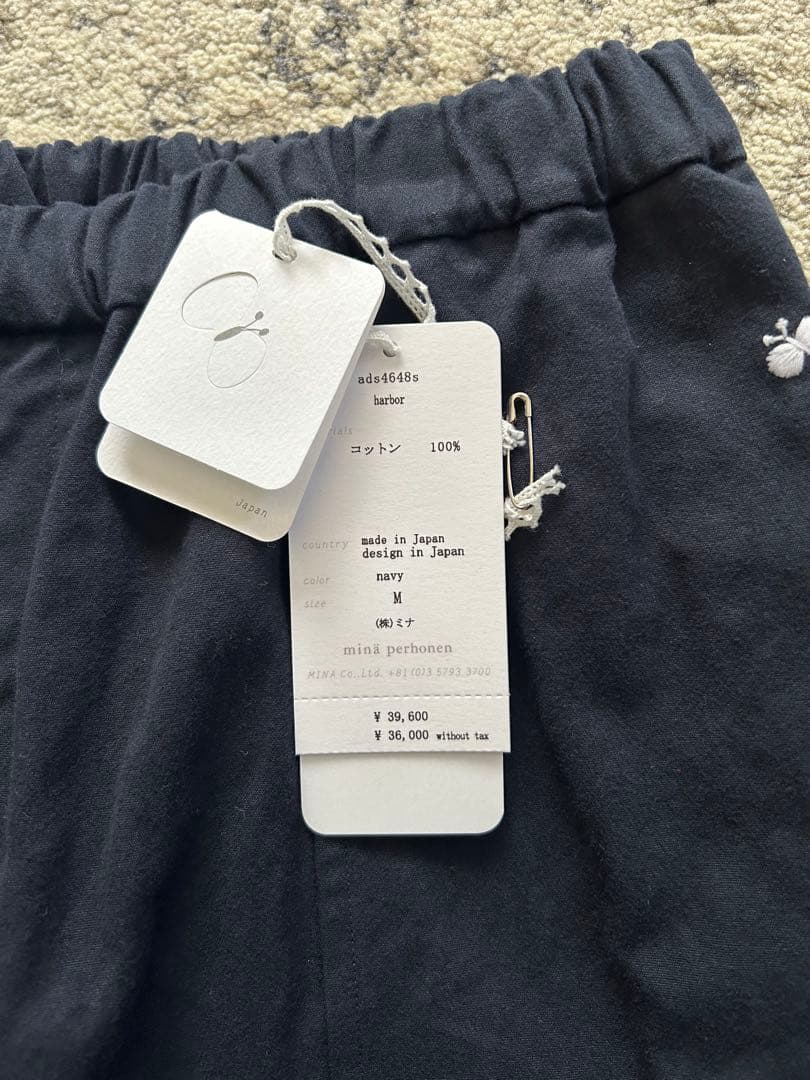 ads4648s
harbor
コットン 100%
country made in Japan
design in Japan
color navy
size M
(株)ミナ
minä perhonen
MINA Co.,Ltd. +81 (0)3 5793 3700
¥ 39,600
¥ 36,000 without tax
Japan